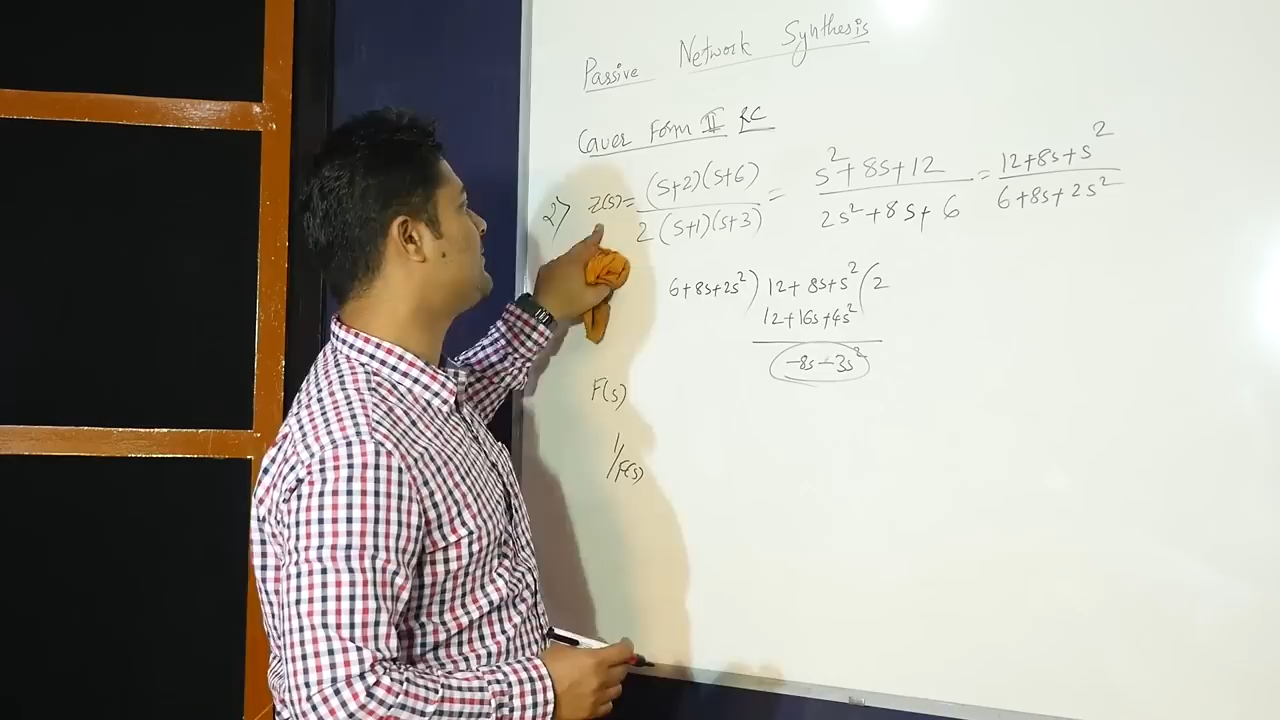 Passive Network Synthesis
Cauer Form II RC
2) Z(s) = (s+2)(s+6) / 2(s+1)(s+3) = s²+8s+12 / 2s²+8s+6 = 12+8s+s² / 6+8s+2s²
6+8s+2s² ) 12+8s+s² ( 2
12+16s+4s²
-8s-3s²
F(s)
1/F(s)